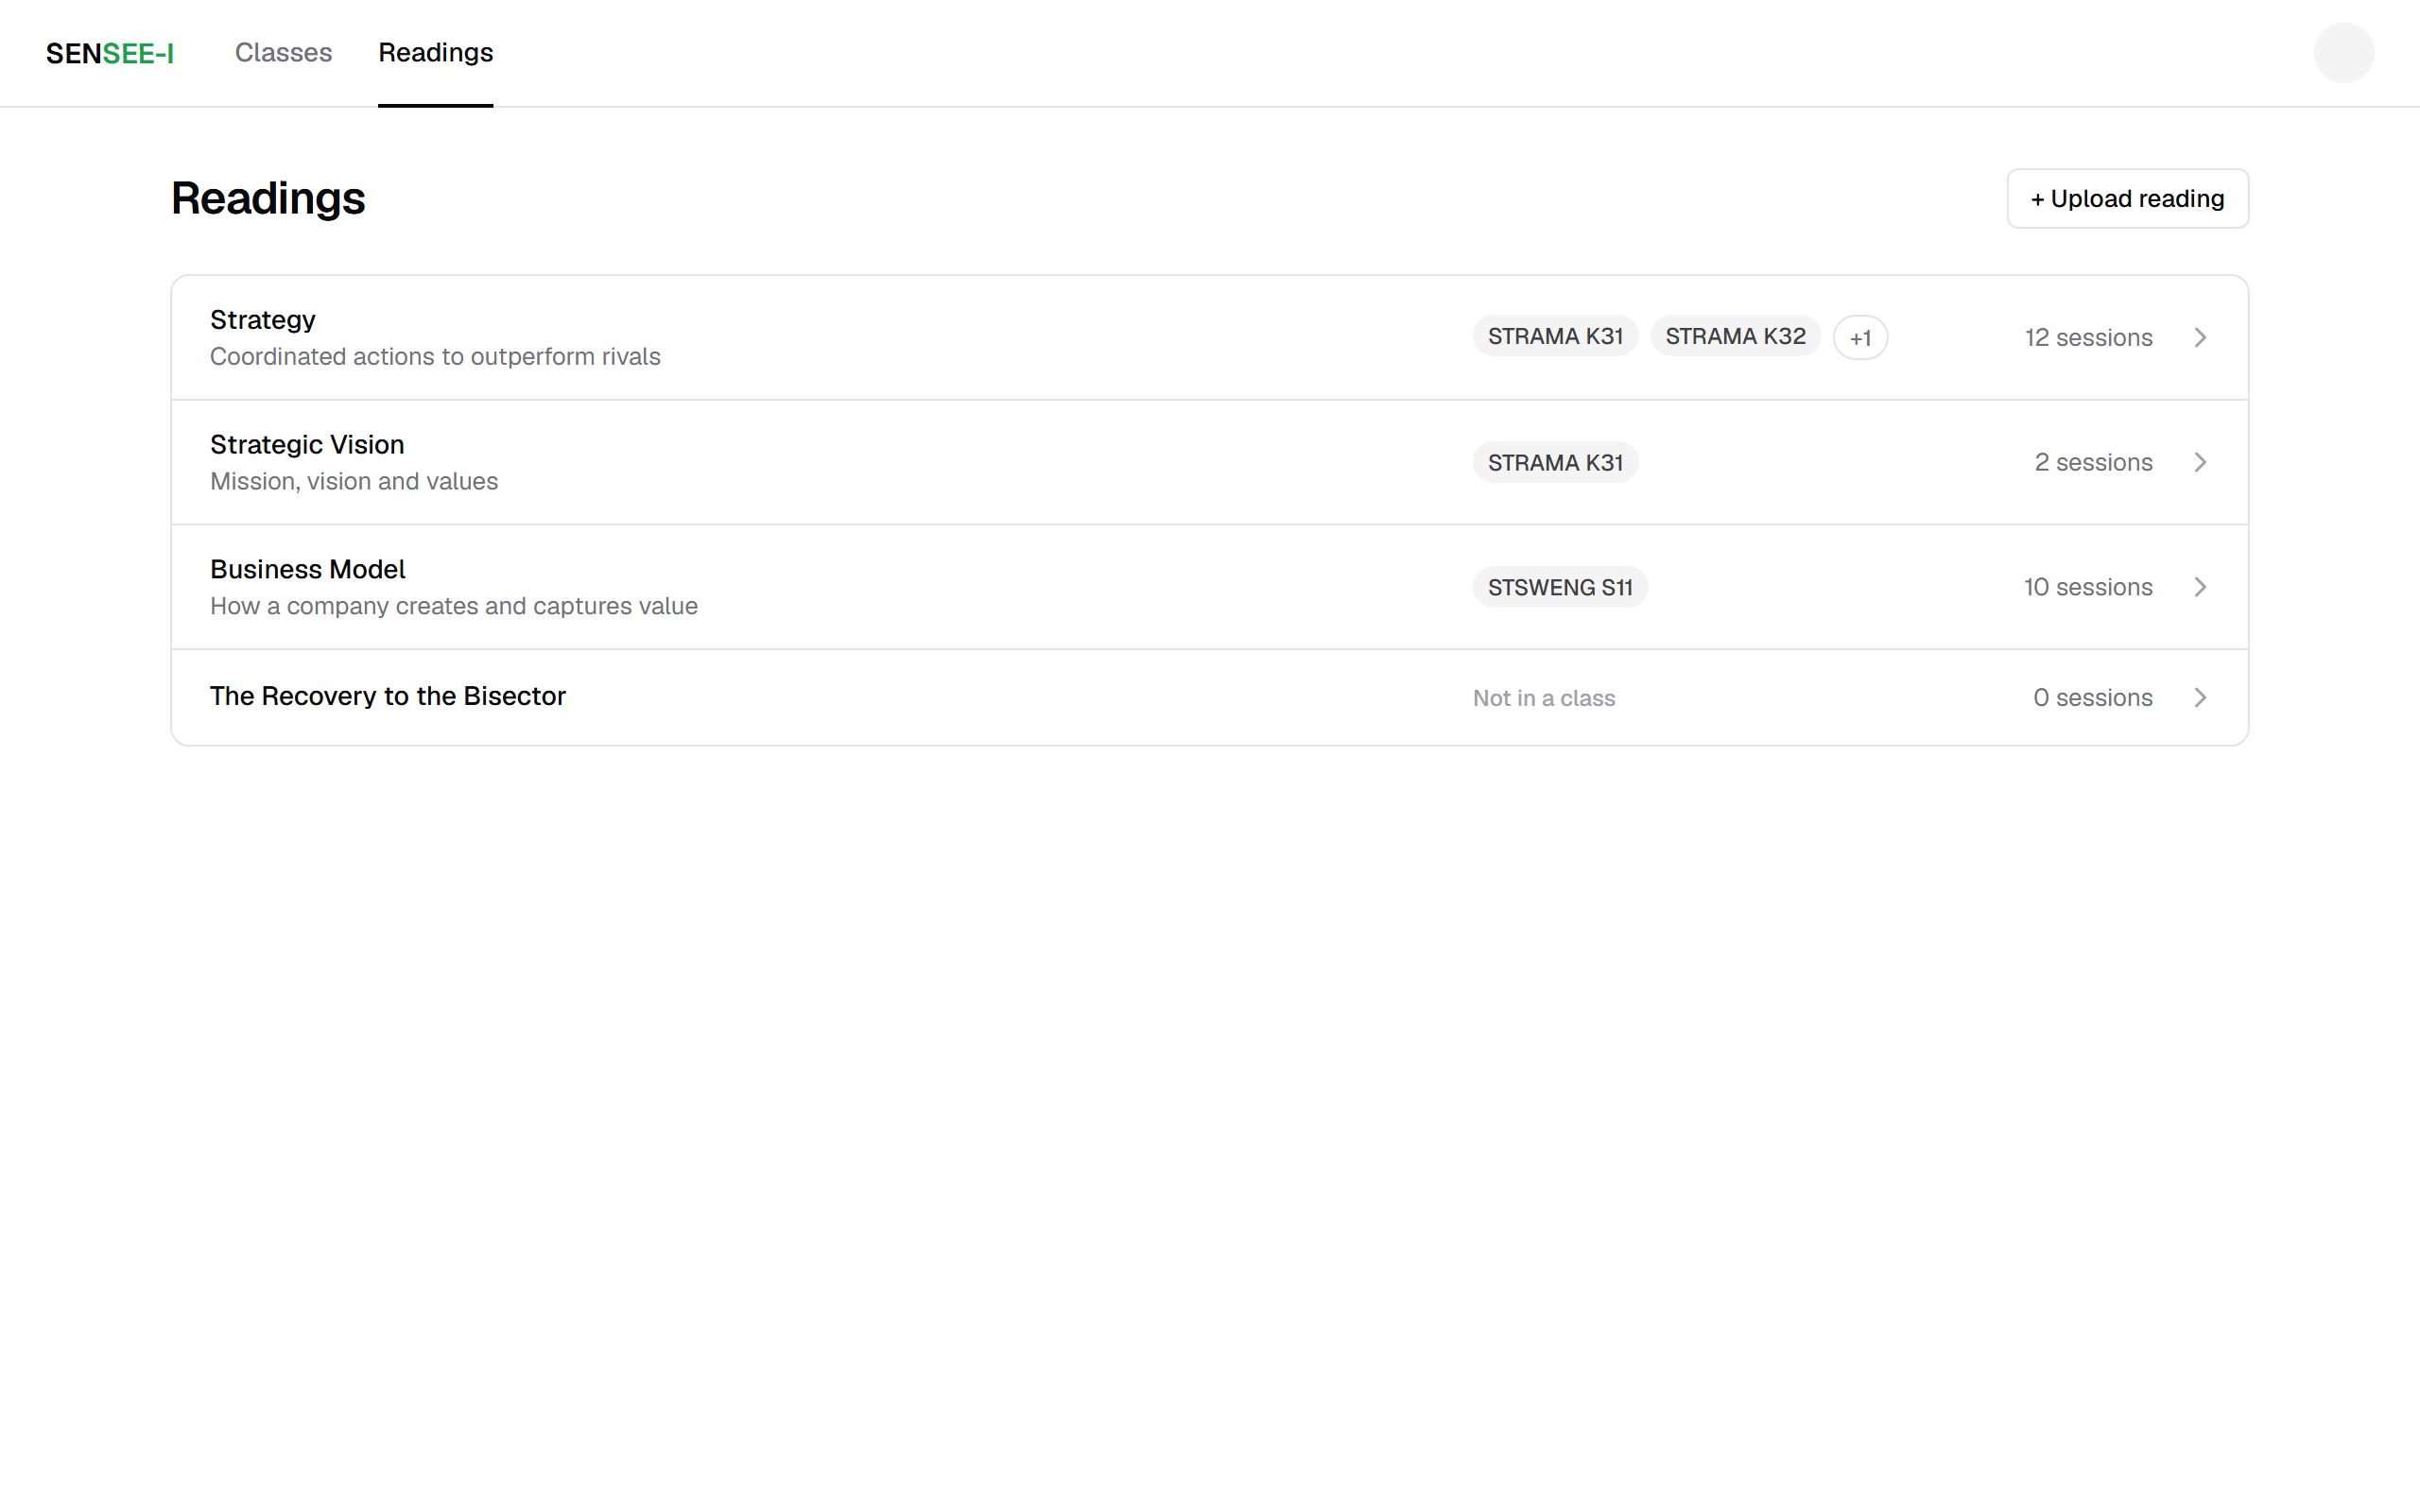 SENSEE-I Classes Readings
Readings
+ Upload reading
Strategy
Coordinated actions to outperform rivals
STRAMA K31 STRAMA K32 +1
12 sessions
Strategic Vision
Mission, vision and values
STRAMA K31
2 sessions
Business Model
How a company creates and captures value
STSWENG S11
10 sessions
The Recovery to the Bisector
Not in a class
0 sessions